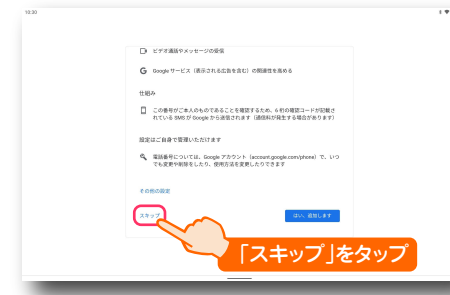 10:30
ビデオ通話やメッセージの受信
Google サービス（表示される広告を含む）の関連性を高める
仕組み
この番号がご本人のものであることを確認するため、6 桁の確認コードが記載さ
れている SMS が Google から送信されます（通信料が発生する場合があります）
設定はご自身で管理いただけます
電話番号については、Google アカウント（account.google.com/phone）で、いつ
でも変更や削除をしたり、使用方法を変更したりできます
その他の設定
スキップ
はい、追加します
「スキップ」をタップ